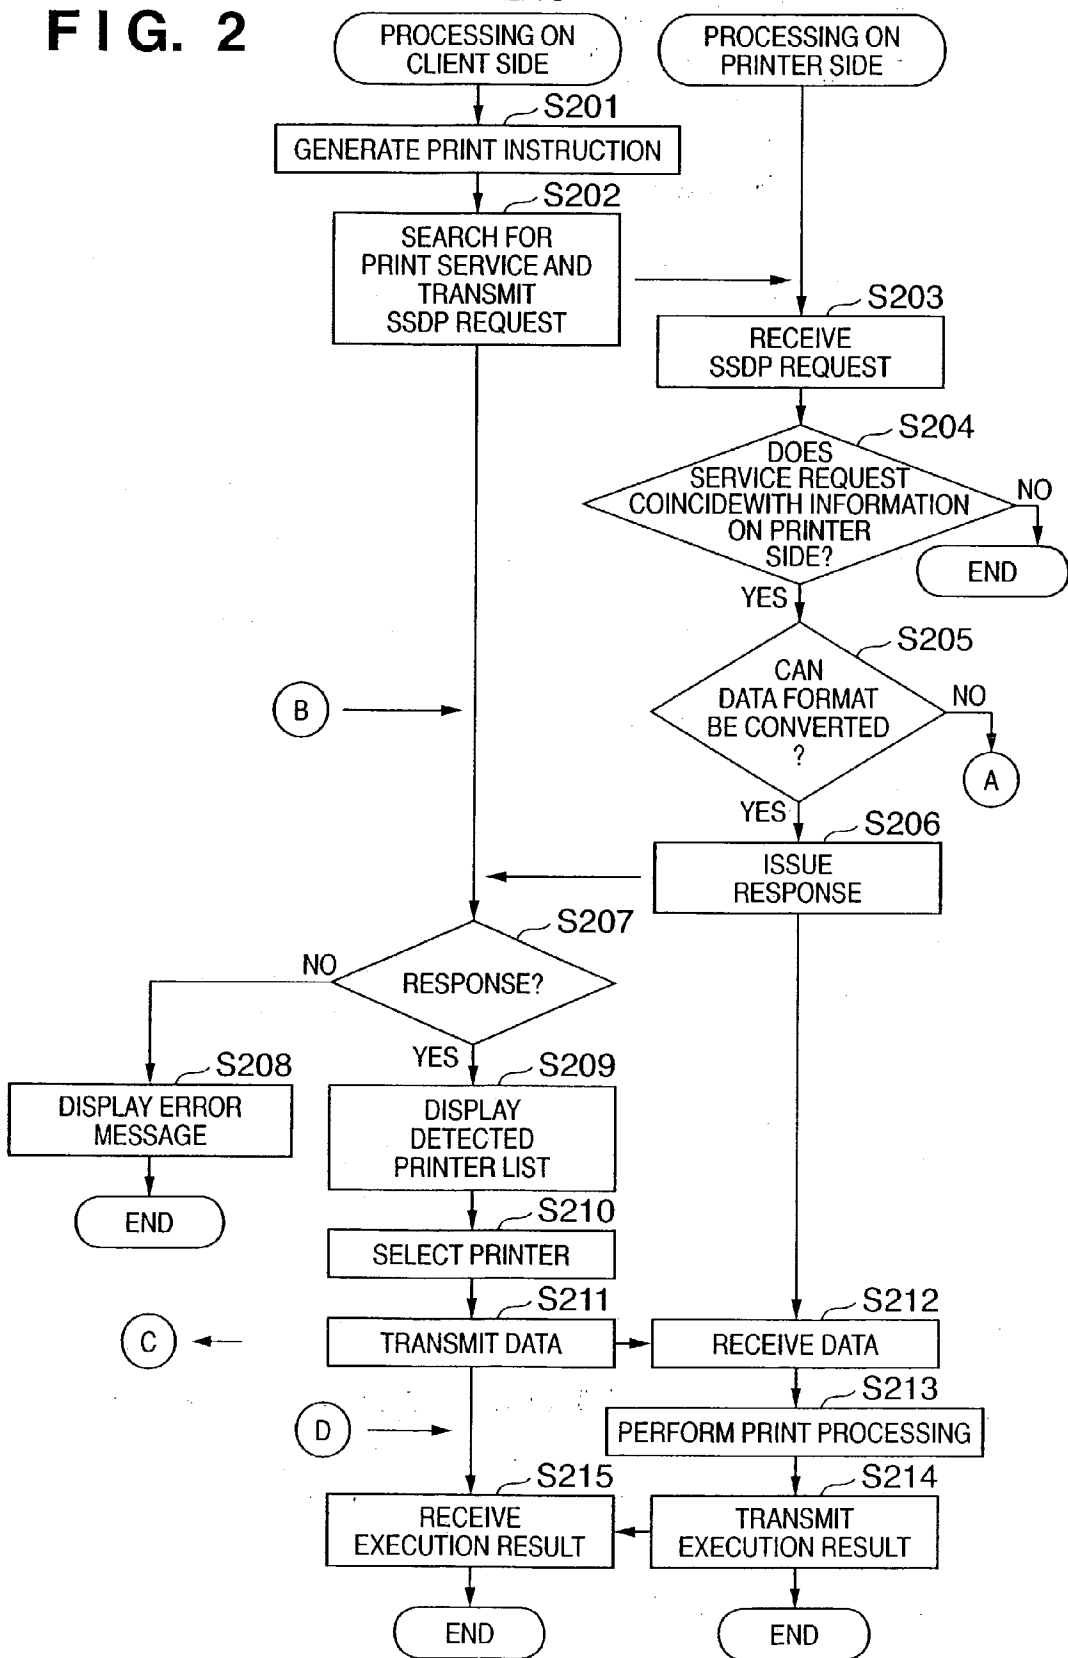 FIG. 2
PROCESSING ON
CLIENT SIDE
PROCESSING ON
PRINTER SIDE
S201
GENERATE PRINT INSTRUCTION
S202
SEARCH FOR
PRINT SERVICE AND
TRANSMIT
SSDP REQUEST
S203
RECEIVE
SSDP REQUEST
S204
DOES
SERVICE REQUEST
COINCIDEWITH INFORMATION
ON PRINTER
SIDE?
NO
END
YES
S205
CAN
DATA FORMAT
BE CONVERTED
?
NO
A
B
YES
S206
ISSUE
RESPONSE
S207
RESPONSE?
NO
YES
S208
DISPLAY ERROR
MESSAGE
END
S209
DISPLAY
DETECTED
PRINTER LIST
S210
SELECT PRINTER
S211
TRANSMIT DATA
C
S212
RECEIVE DATA
S213
PERFORM PRINT PROCESSING
D
S215
RECEIVE
EXECUTION RESULT
S214
TRANSMIT
EXECUTION RESULT
END
END